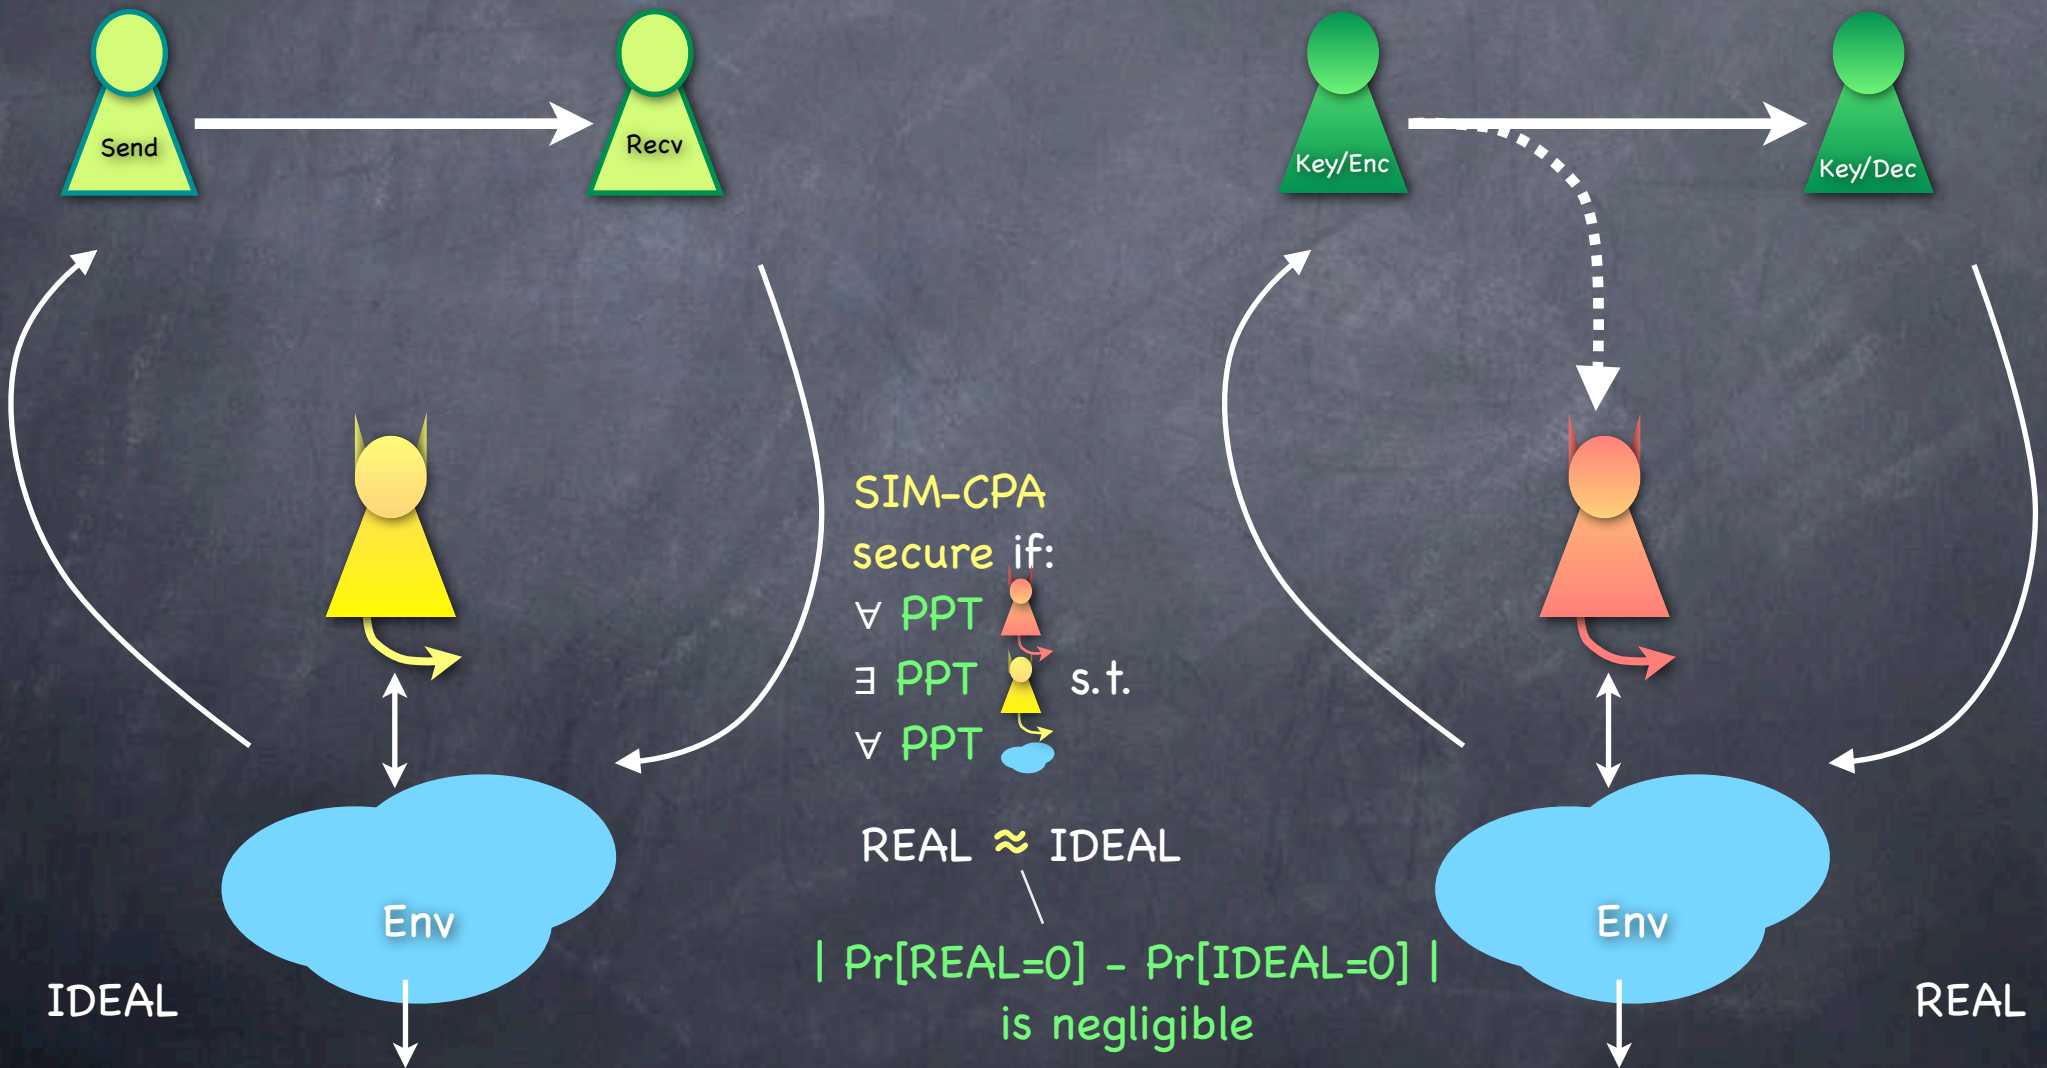 Send
Recv
Key/Enc
Key/Dec
SIM-CPA
secure if:
∀ PPT
∃ PPT s.t.
∀ PPT
REAL ≈ IDEAL
Env
Env
| Pr[REAL=0] - Pr[IDEAL=0] |
is negligible
IDEAL
REAL